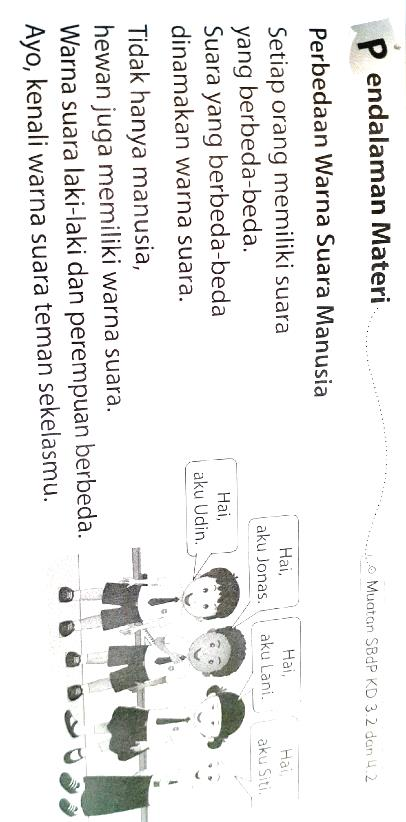 Pendalaman Materi
Muatan SBdP KD 3.2 dan 4.2
Perbedaan Warna Suara Manusia
Setiap orang memiliki suara
yang berbeda-beda.
Suara yang berbeda-beda
dinamakan warna suara.
Tidak hanya manusia,
hewan juga memiliki warna suara.
Warna suara laki-laki dan perempuan berbeda.
Ayo, kenali warna suara teman sekelasmu.
Hai,
aku Udin.
Hai,
aku Jonas.
Hai,
aku Lani.
Hai,
aku Siti.